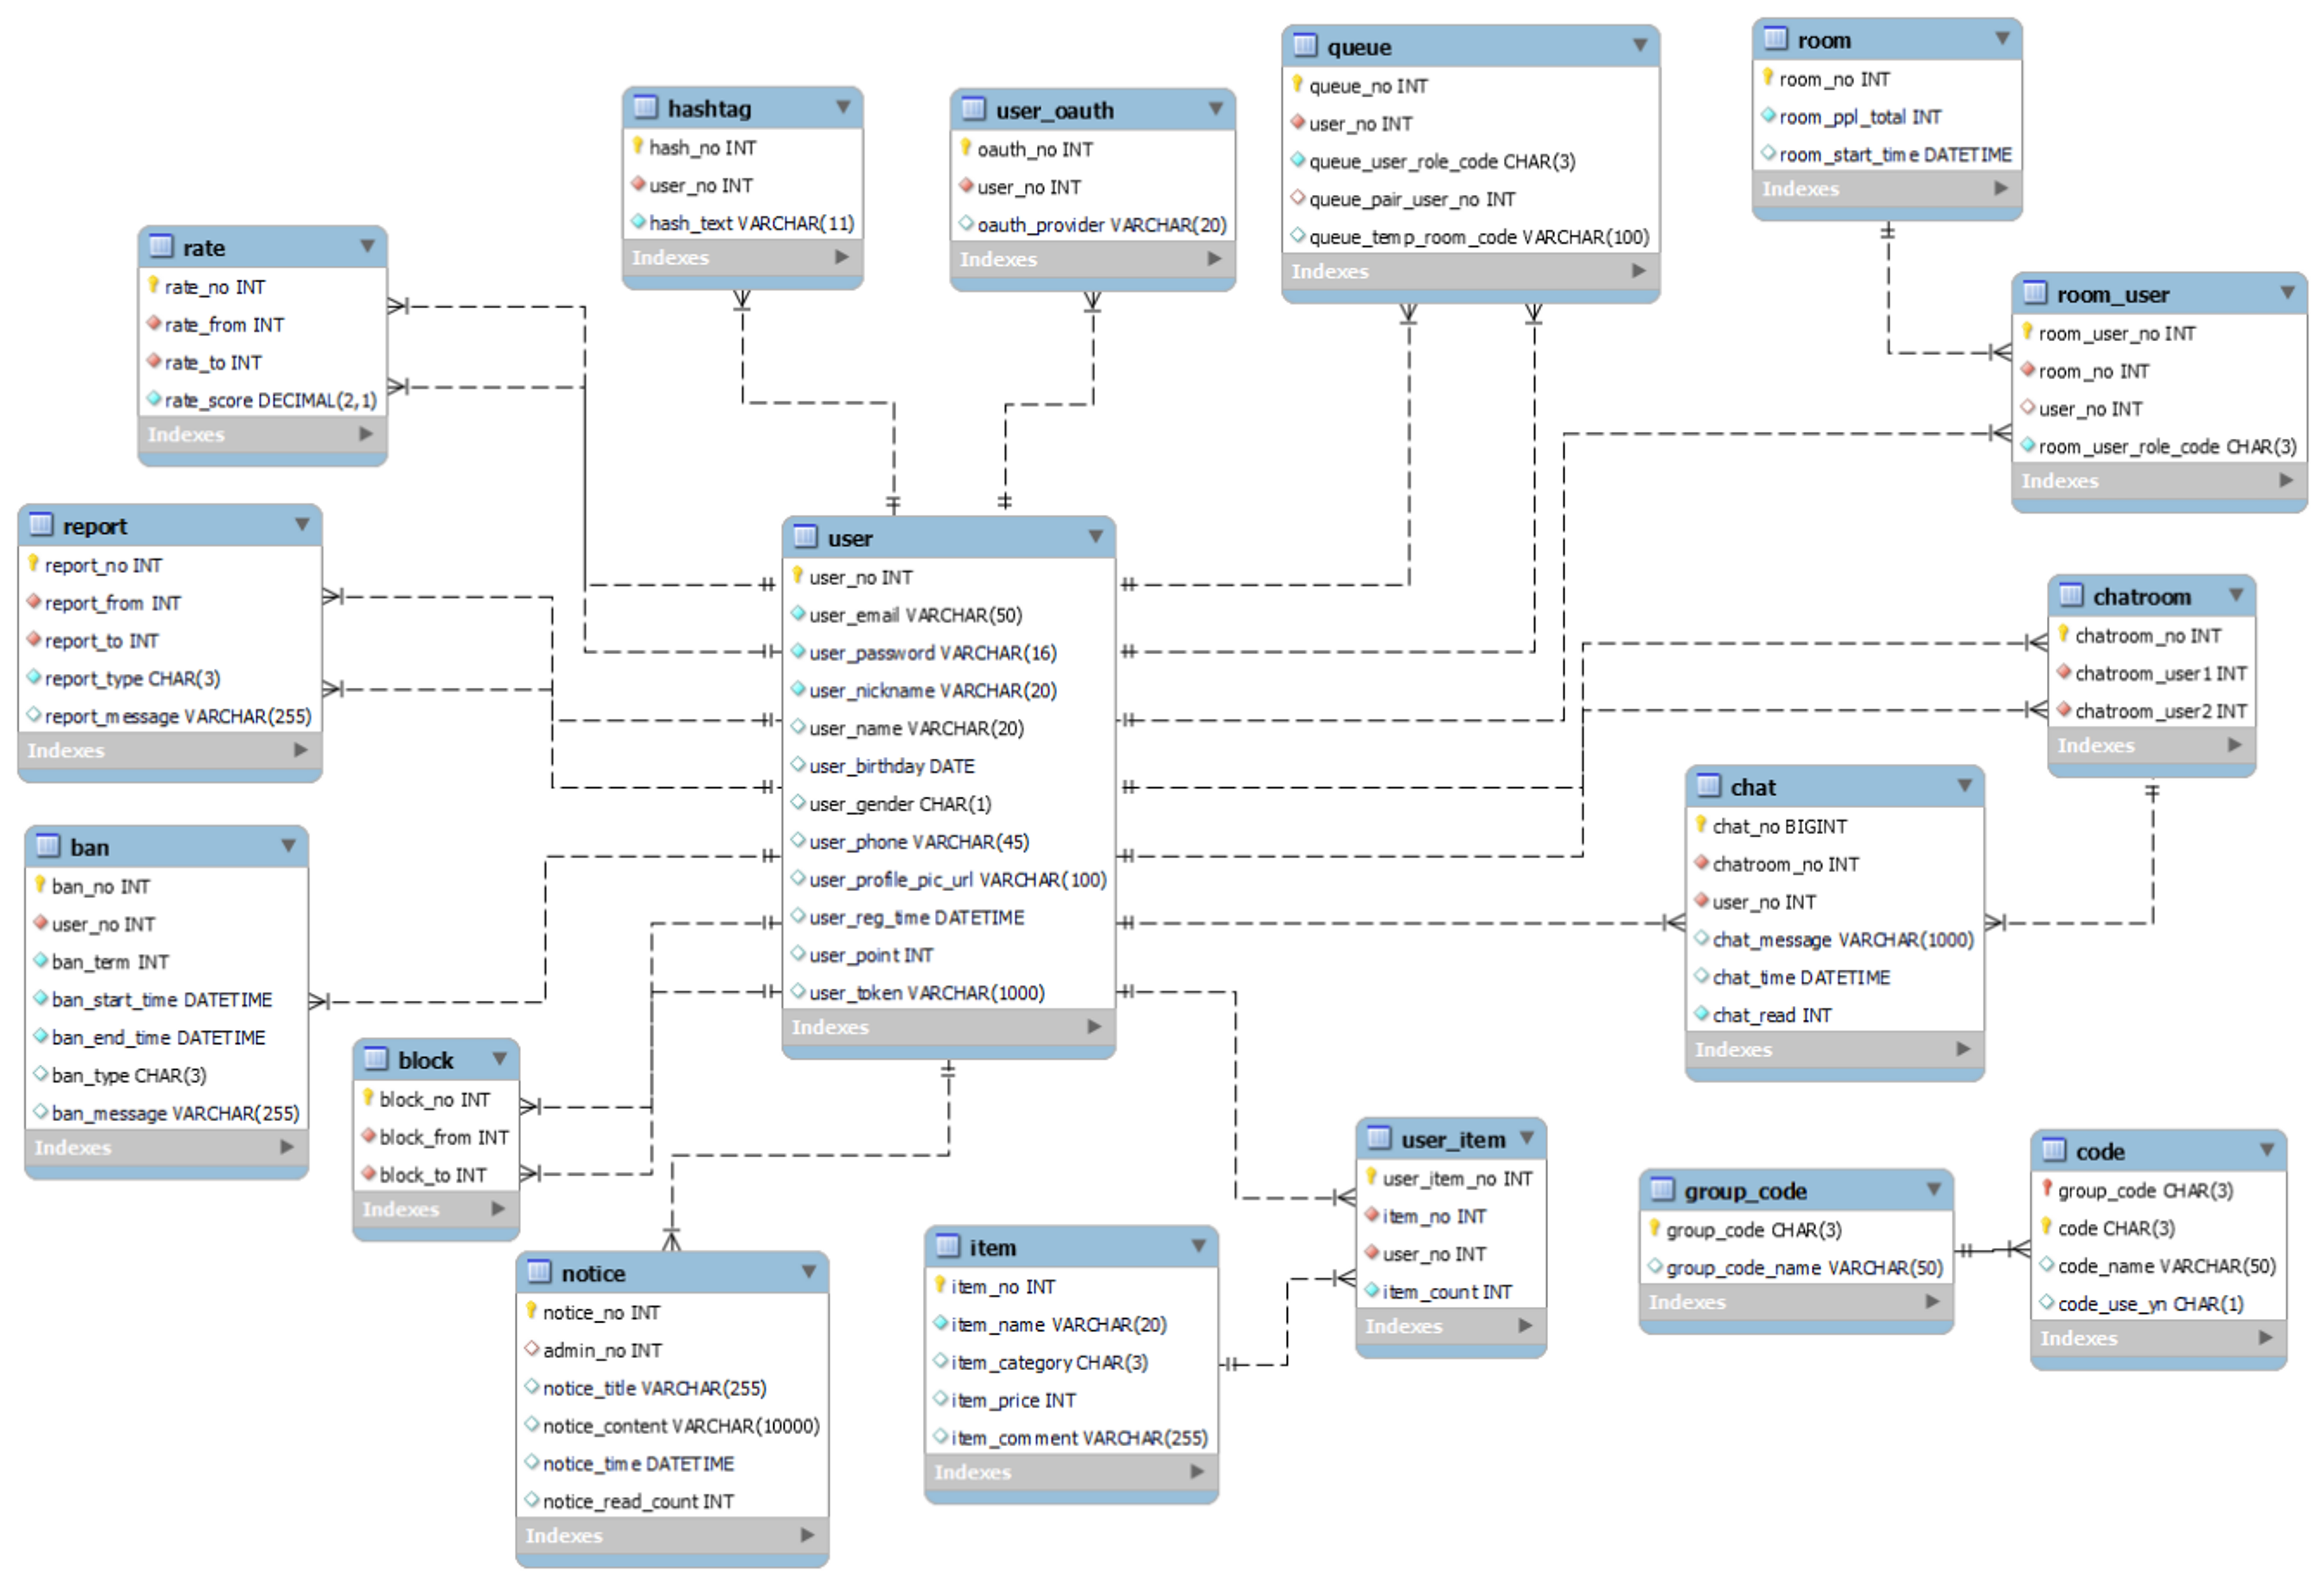 hashtag
hash_no INT
user_no INT
hash_text VARCHAR(11)
Indexes
user_oauth
oauth_no INT
user_no INT
oauth_provider VARCHAR(20)
Indexes
queue
queue_no INT
user_no INT
queue_user_role_code CHAR(3)
queue_pair_user_no INT
queue_temp_room_code VARCHAR(100)
Indexes
room
room_no INT
room_ppl_total INT
room_start_time DATETIME
Indexes
rate
rate_no INT
rate_from INT
rate_to INT
rate_score DECIMAL(2,1)
Indexes
room_user
room_user_no INT
room_no INT
user_no INT
room_user_role_code CHAR(3)
Indexes
report
report_no INT
report_from INT
report_to INT
report_type CHAR(3)
report_message VARCHAR(255)
Indexes
user
user_no INT
user_email VARCHAR(50)
user_password VARCHAR(16)
user_nickname VARCHAR(20)
user_name VARCHAR(20)
user_birthday DATE
user_gender CHAR(1)
user_phone VARCHAR(45)
user_profile_pic_url VARCHAR(100)
user_reg_time DATETIME
user_point INT
user_token VARCHAR(1000)
Indexes
chatroom
chatroom_no INT
chatroom_user1 INT
chatroom_user2 INT
Indexes
chat
chat_no BIGINT
chatroom_no INT
user_no INT
chat_message VARCHAR(1000)
chat_time DATETIME
chat_read INT
Indexes
ban
ban_no INT
user_no INT
ban_term INT
ban_start_time DATETIME
ban_end_time DATETIME
ban_type CHAR(3)
ban_message VARCHAR(255)
Indexes
block
block_no INT
block_from INT
block_to INT
Indexes
user_item
user_item_no INT
item_no INT
user_no INT
item_count INT
Indexes
group_code
group_code CHAR(3)
group_code_name VARCHAR(50)
Indexes
code
group_code CHAR(3)
code CHAR(3)
code_name VARCHAR(50)
code_use_yn CHAR(1)
Indexes
notice
notice_no INT
admin_no INT
notice_title VARCHAR(255)
notice_content VARCHAR(10000)
notice_time DATETIME
notice_read_count INT
Indexes
item
item_no INT
item_name VARCHAR(20)
item_category CHAR(3)
item_price INT
item_comment VARCHAR(255)
Indexes